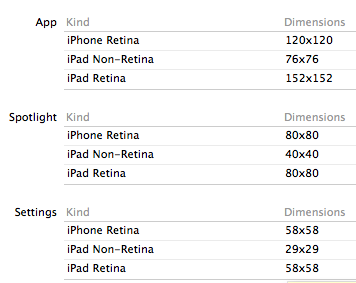 App Kind Dimensions
iPhone Retina 120x120
iPad Non-Retina 76x76
iPad Retina 152x152
Spotlight Kind Dimensions
iPhone Retina 80x80
iPad Non-Retina 40x40
iPad Retina 80x80
Settings Kind Dimensions
iPhone Retina 58x58
iPad Non-Retina 29x29
iPad Retina 58x58